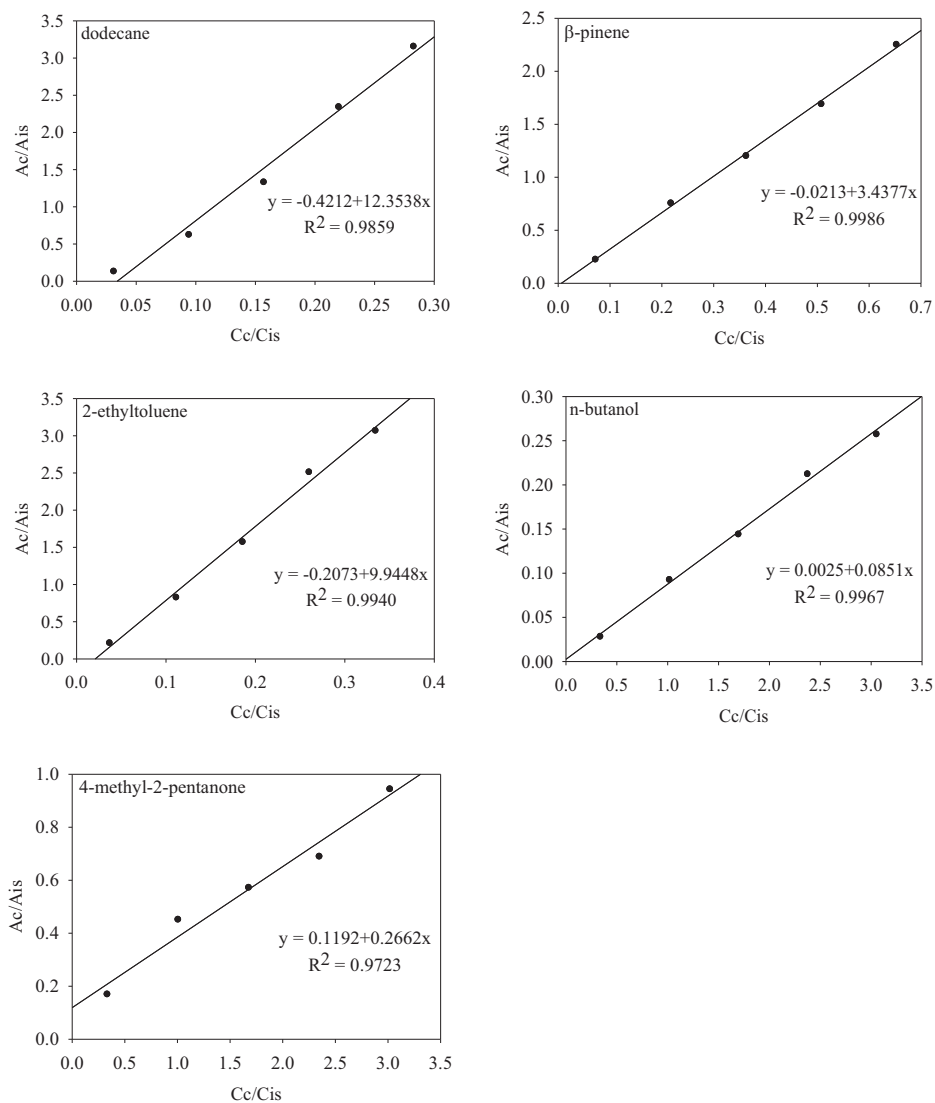 dodecane
3.5
3.0
2.5
2.0
1.5
1.0
0.5
0.0
Ac/Ais
y = -0.4212+12.3538x
R2 = 0.9859
0.00 0.05 0.10 0.15 0.20 0.25 0.30
Cc/Cis
β-pinene
2.5
2.0
1.5
1.0
0.5
0.0
Ac/Ais
y = -0.0213+3.4377x
R2 = 0.9986
0.0 0.1 0.2 0.3 0.4 0.5 0.6 0.7
Cc/Cis
2-ethyltoluene
3.5
3.0
2.5
2.0
1.5
1.0
0.5
0.0
Ac/Ais
y = -0.2073+9.9448x
R2 = 0.9940
0.0 0.1 0.2 0.3 0.4
Cc/Cis
n-butanol
0.30
0.25
0.20
0.15
0.10
0.05
0.00
Ac/Ais
y = 0.0025+0.0851x
R2 = 0.9967
0.0 0.5 1.0 1.5 2.0 2.5 3.0 3.5
Cc/Cis
4-methyl-2-pentanone
1.0
0.8
0.6
0.4
0.2
0.0
Ac/Ais
y = 0.1192+0.2662x
R2 = 0.9723
0.0 0.5 1.0 1.5 2.0 2.5 3.0 3.5
Cc/Cis